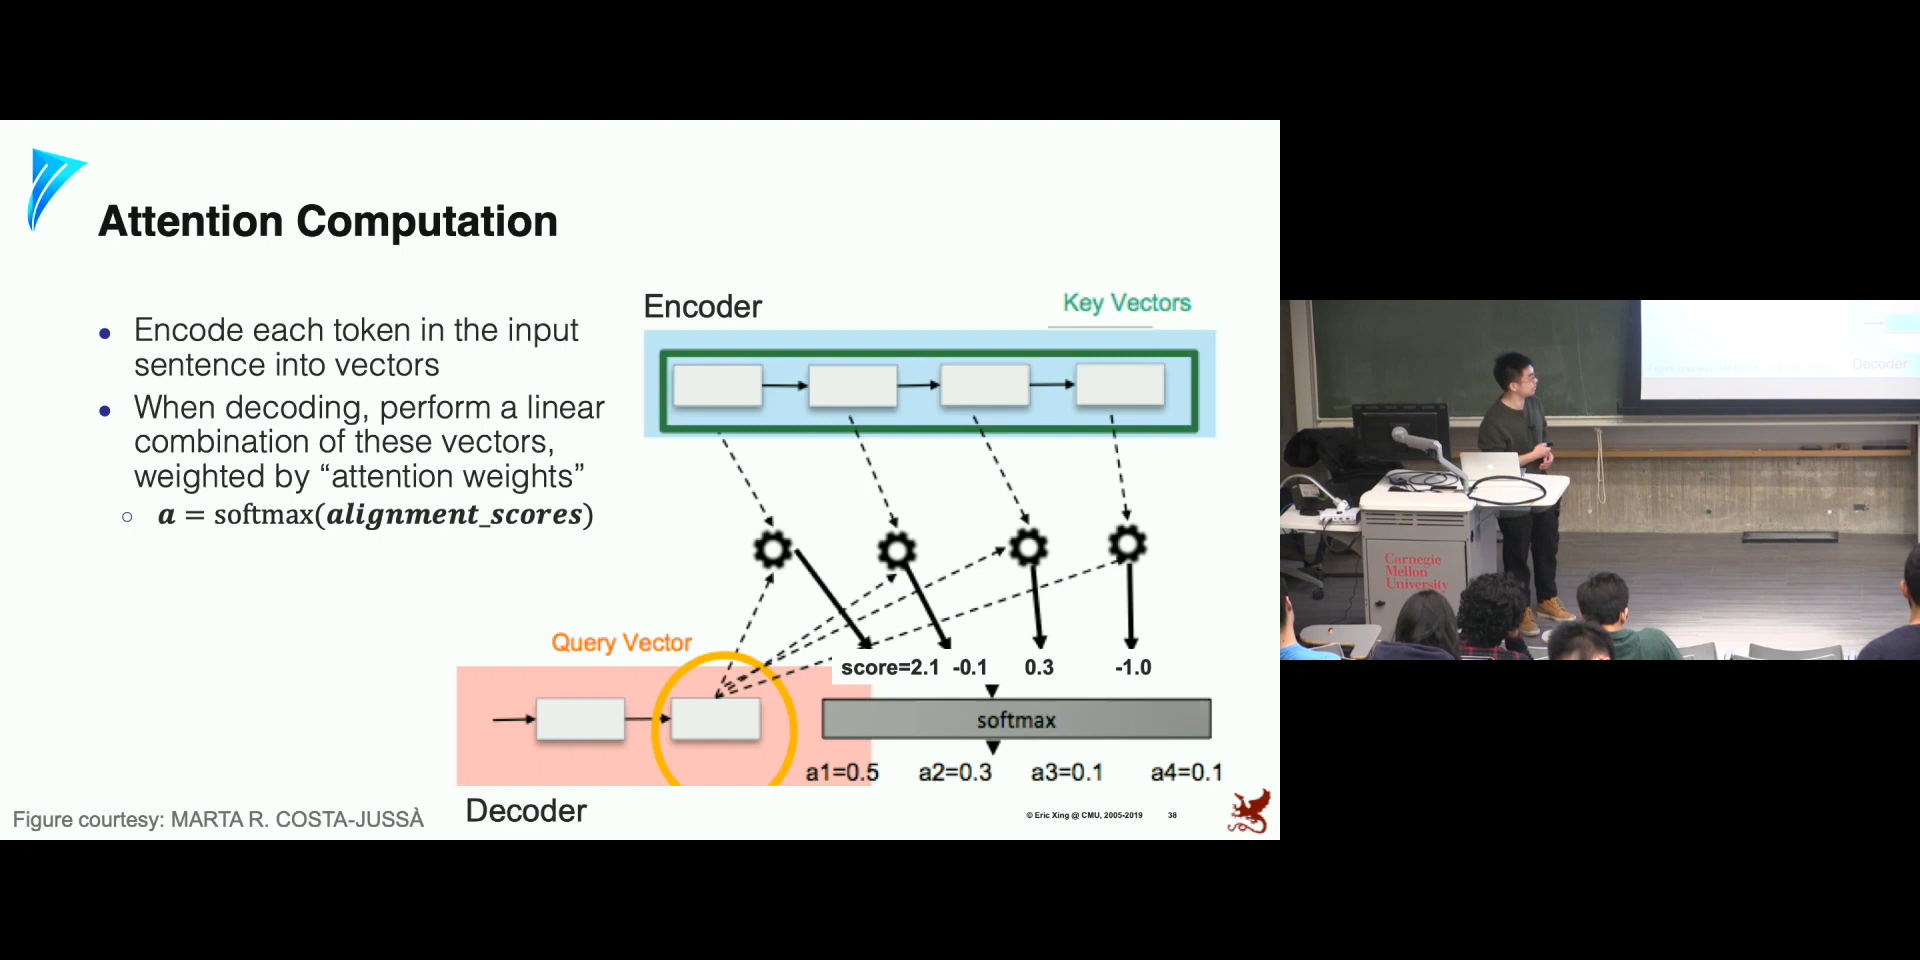 Attention Computation
Encode each token in the input
sentence into vectors
When decoding, perform a linear
combination of these vectors,
weighted by “attention weights”
a = softmax(alignment_scores)
Encoder
Key Vectors
Query Vector
score=2.1 -0.1 0.3 -1.0
softmax
a1=0.5 a2=0.3 a3=0.1 a4=0.1
Decoder
Figure courtesy: MARTA R. COSTA-JUSSÀ
© Eric Xing @ CMU, 2005-2019 38
Decoder
Carnegie
Mellon
University